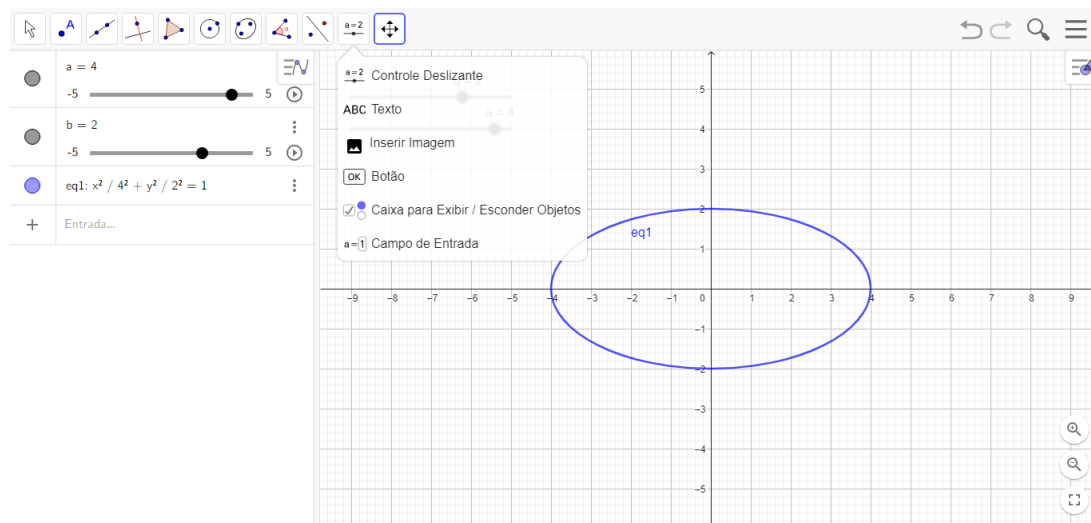 A
a=2
a = 4
-5
5
b = 2
-5
5
eq1: x² / 4² + y² / 2² = 1
+ Entrada...
a=2 Controle Deslizante
ABC Texto
a = 4
Inserir Imagem
OK Botão
Caixa para Exibir / Esconder Objetos
a=1 Campo de Entrada
eq1
5
4
3
2
1
-9 -8 -7 -6 -5 -4 -3 -2 -1 0 1 2 3 4 5 6 7 8 9
-1
-2
-3
-4
-5